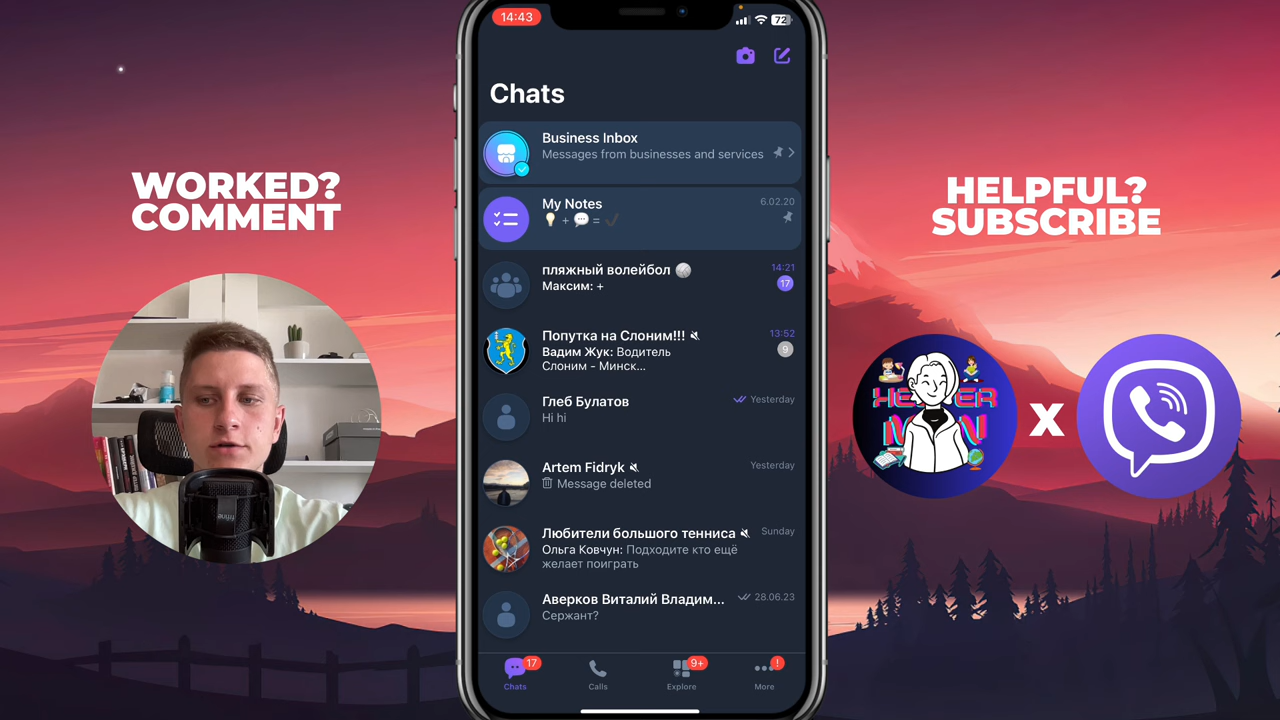 WORKED?
COMMENT
14:43
72
Chats
Business Inbox
Messages from businesses and services
My Notes
6.02.20
+ =
пляжный волейбол
14:21
Максим: +
17
Попутка на Слоним!!!
13:52
Вадим Жук: Водитель
Слоним - Минск...
9
Глеб Булатов
Yesterday
Hi hi
Artem Fidryk
Yesterday
Message deleted
Любители большого тенниса
Sunday
Ольга Ковчун: Подходите кто ещё
желает поиграть
Аверков Виталий Владим...
28.06.23
Сержант?
17
9+
!
Chats
Calls
Explore
More
HELPFUL?
SUBSCRIBE
X
fifine